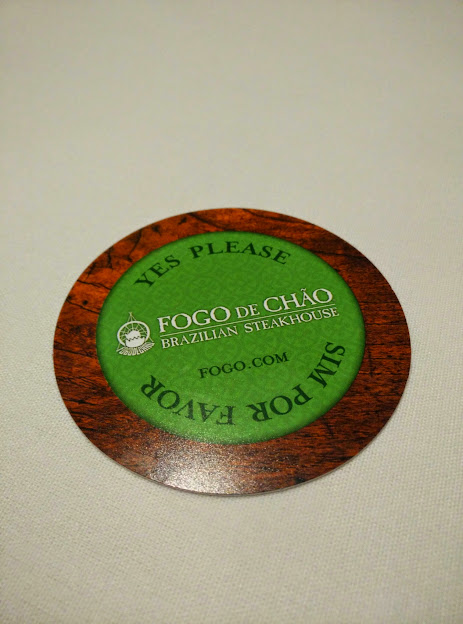 YES PLEASE
FOGO DE CHÃO
BRAZILIAN STEAKHOUSE
FOGO.COM
SIM POR FAVOR